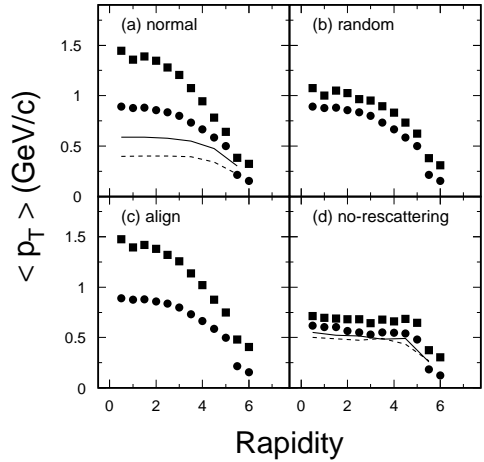 (a) normal
(b) random
1.5
1
0.5
0
(c) align
(d) no-rescattering
1.5
1
0.5
0
0 2 4 6
0 2 4 6
< p_T > (GeV/c)
Rapidity